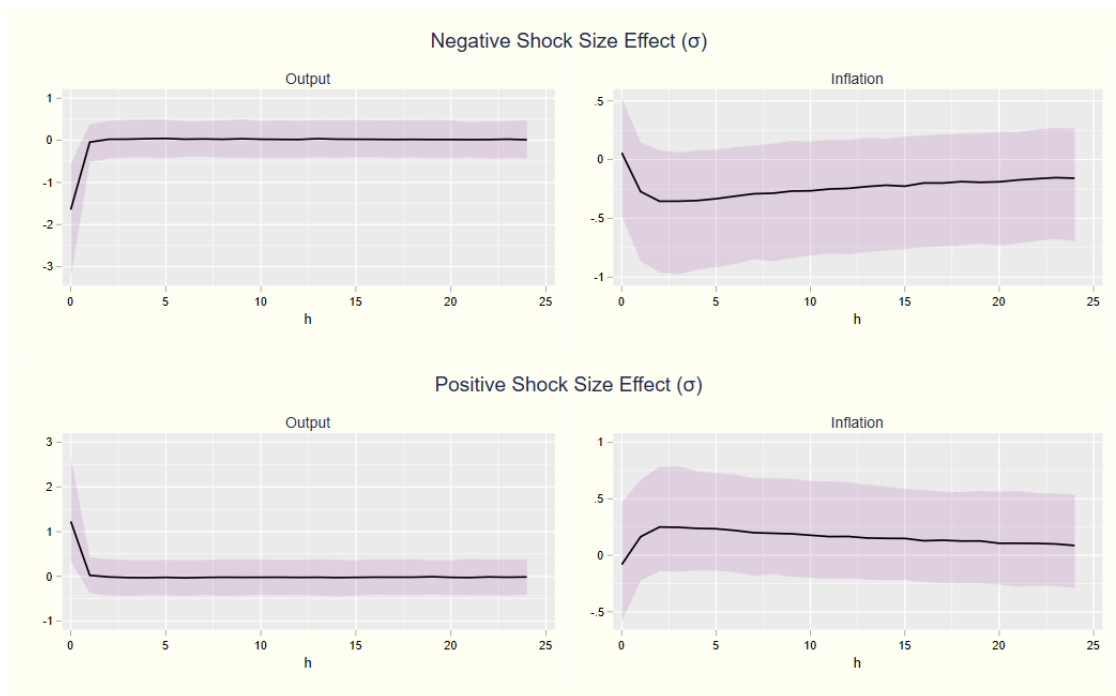 Negative Shock Size Effect (σ)
Output
1
0
-1
-2
-3
0 5 10 15 20 25
h
Inflation
.5
0
-.5
-1
0 5 10 15 20 25
h
Positive Shock Size Effect (σ)
Output
3
2
1
0
-1
0 5 10 15 20 25
h
Inflation
1
.5
0
-.5
0 5 10 15 20 25
h